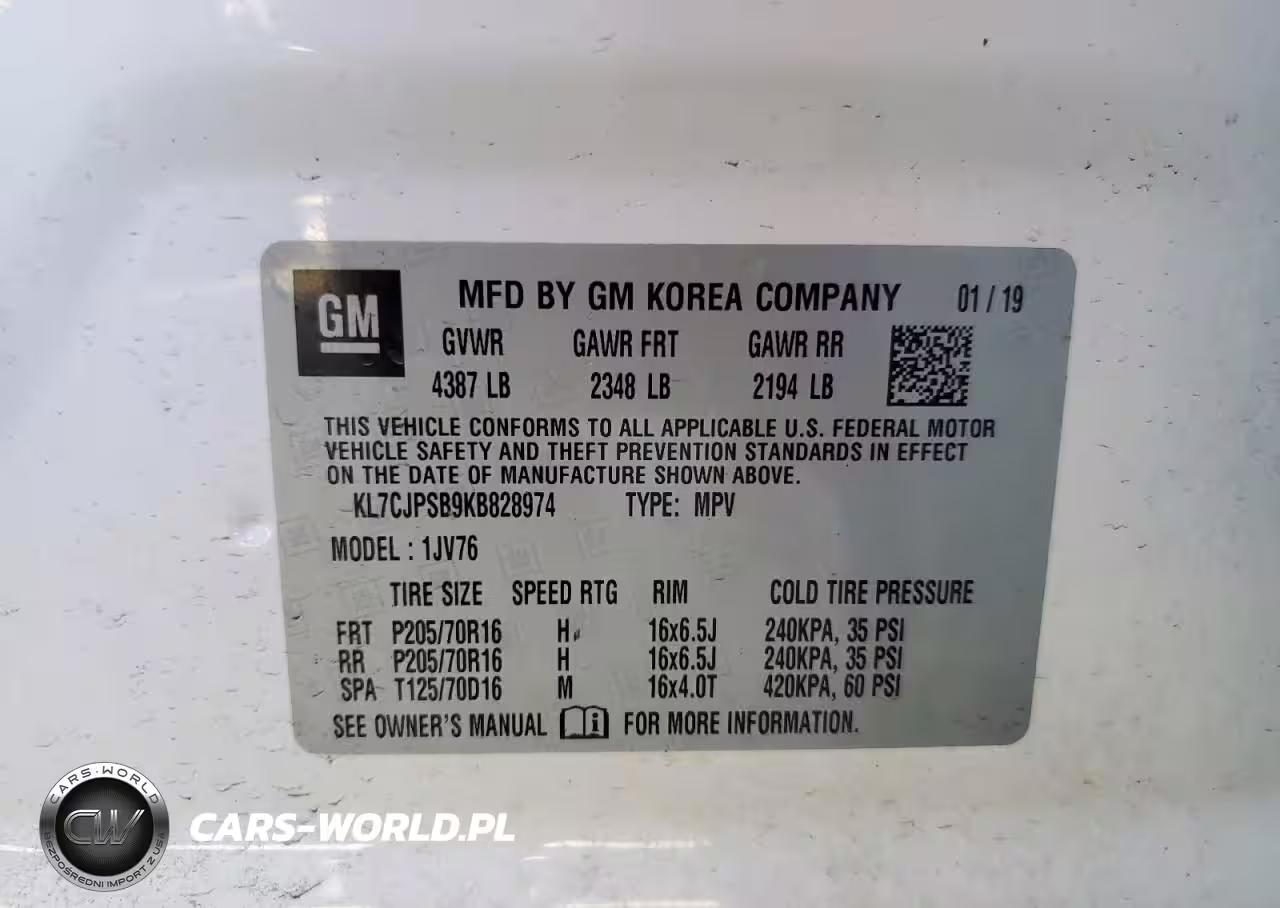 GM
MFD BY GM KOREA COMPANY 01 / 19
GVWR GAWR FRT GAWR RR
4387 LB 2348 LB 2194 LB
THIS VEHICLE CONFORMS TO ALL APPLICABLE U.S. FEDERAL MOTOR
VEHICLE SAFETY AND THEFT PREVENTION STANDARDS IN EFFECT
ON THE DATE OF MANUFACTURE SHOWN ABOVE.
KL7CJPSB9KB828974 TYPE: MPV
MODEL : 1JV76
TIRE SIZE SPEED RTG RIM COLD TIRE PRESSURE
FRT P205/70R16 H 16x6.5J 240KPA, 35 PSI
RR P205/70R16 H 16x6.5J 240KPA, 35 PSI
SPA T125/70D16 M 16x4.0T 420KPA, 60 PSI
SEE OWNER'S MANUAL FOR MORE INFORMATION.
CARS-WORLD
CW
BEZPOŚREDNI IMPORT Z USA
CARS-WORLD.PL